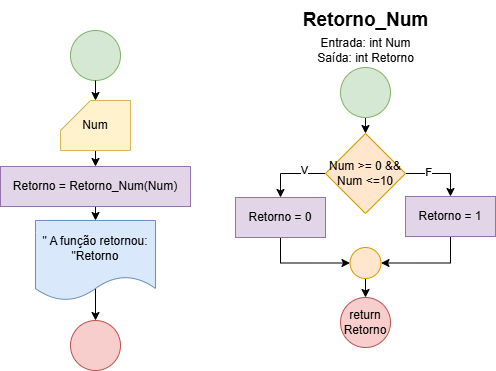 Retorno_Num
Entrada: int Num
Saída: int Retorno
Num
Retorno = Retorno_Num(Num)
" A função retornou:
"Retorno
Num >= 0 &&
Num <=10
V
F
Retorno = 0
Retorno = 1
return
Retorno